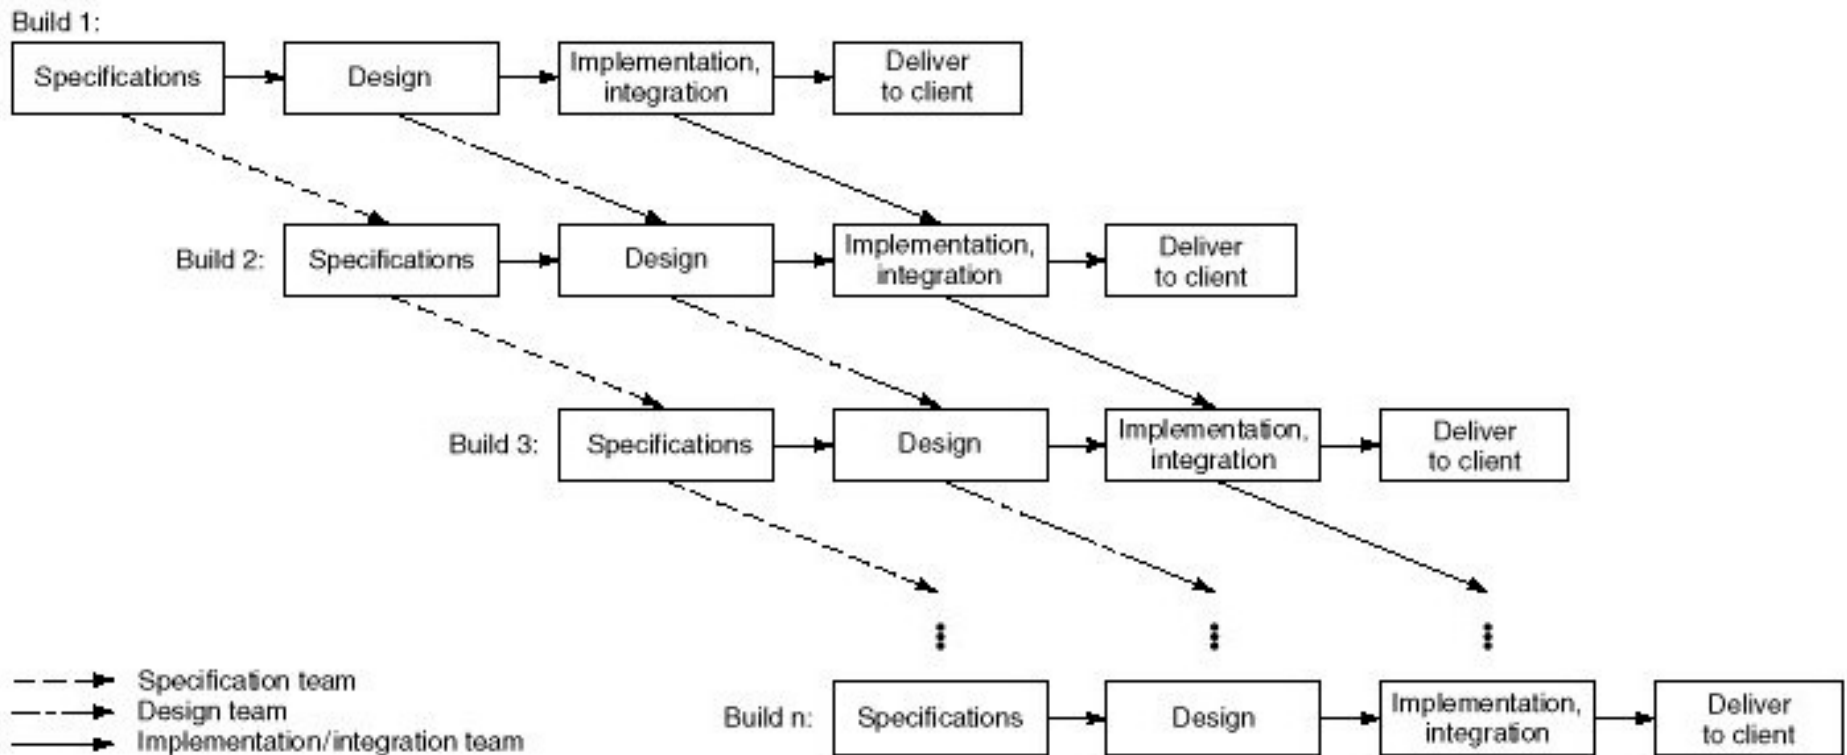 Build 1:
Specifications
Design
Implementation,
integration
Deliver
to client
Build 2:
Specifications
Design
Implementation,
integration
Deliver
to client
Build 3:
Specifications
Design
Implementation,
integration
Deliver
to client
Specification team
Design team
Implementation/integration team
Build n:
Specifications
Design
Implementation,
integration
Deliver
to client